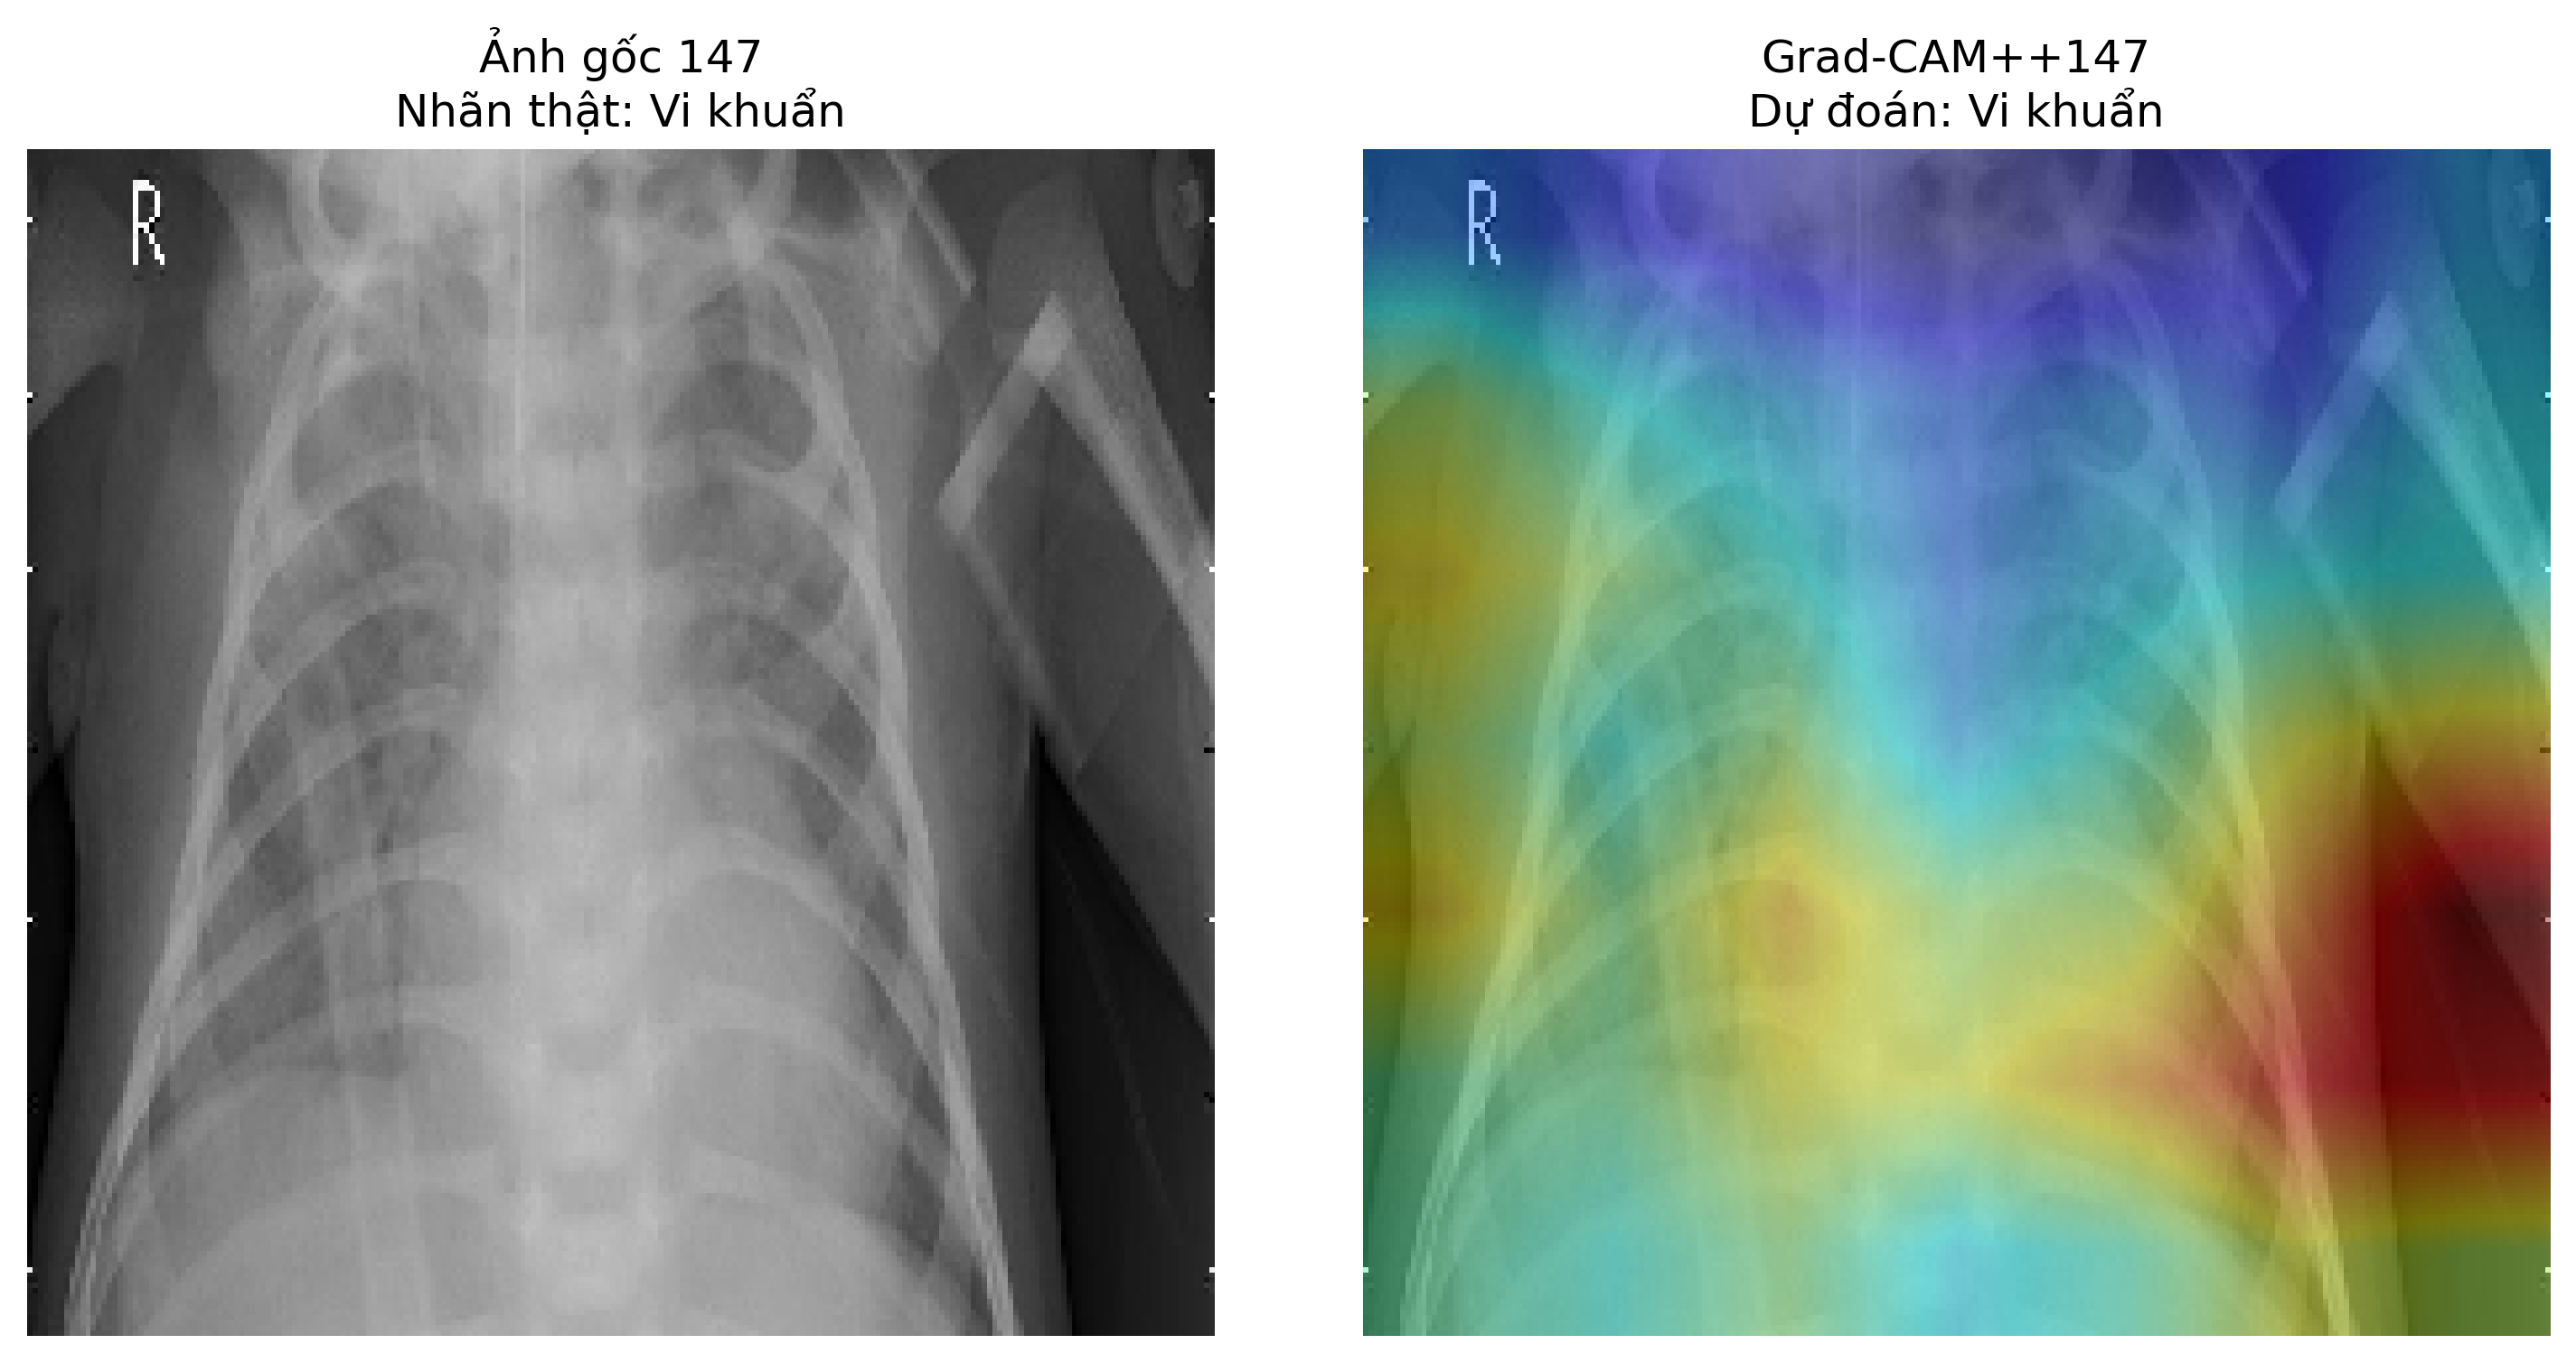 Ảnh gốc 147
Nhãn thật: Vi khuẩn
Grad-CAM++147
Dự đoán: Vi khuẩn
R
R